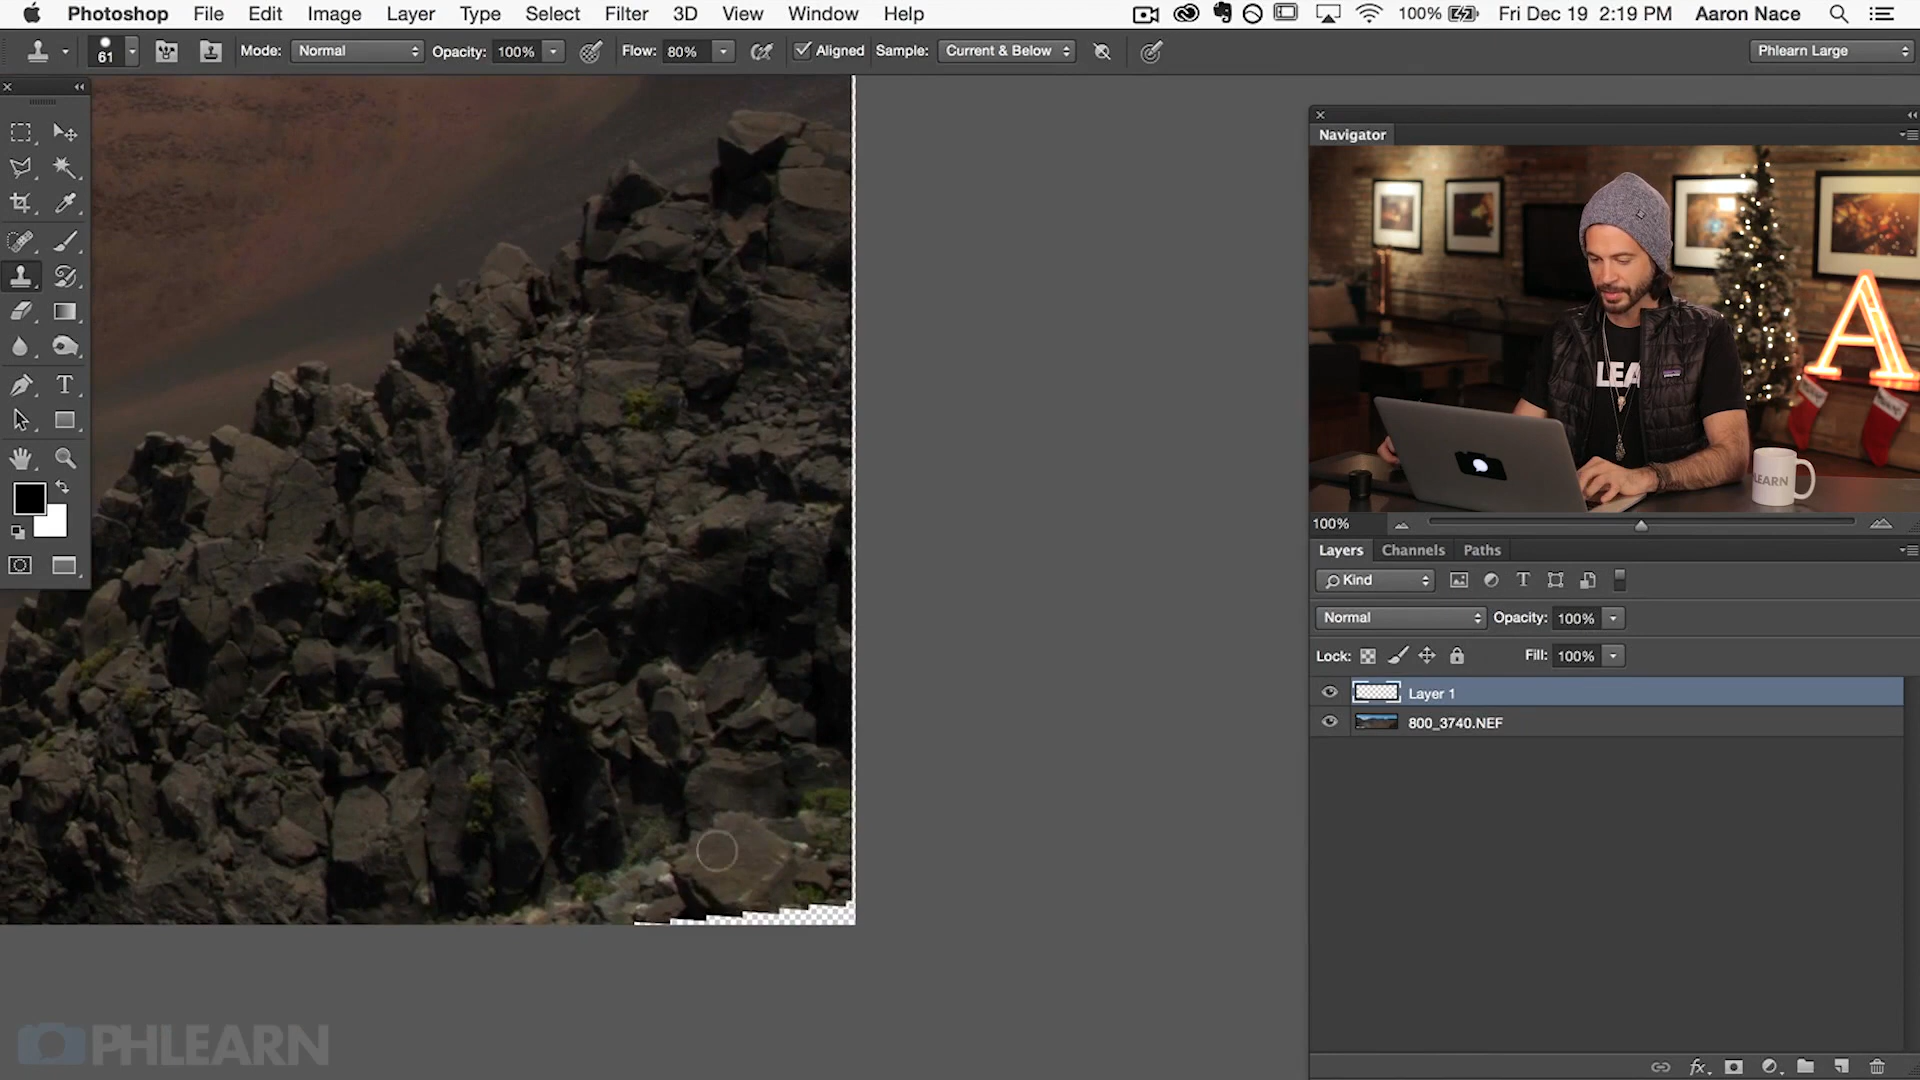 Photoshop File Edit Image Layer Type Select Filter 3D View Window Help 100% Fri Dec 19 2:19 PM Aaron Nace
61 Mode: Normal Opacity: 100% Flow: 80% Aligned Sample: Current & Below Phlearn Large
Navigator
A
LEA
LEARN
100%
Layers Channels Paths
Kind
Normal Opacity: 100%
Lock: Fill: 100%
Layer 1
800_3740.NEF
PHLEARN